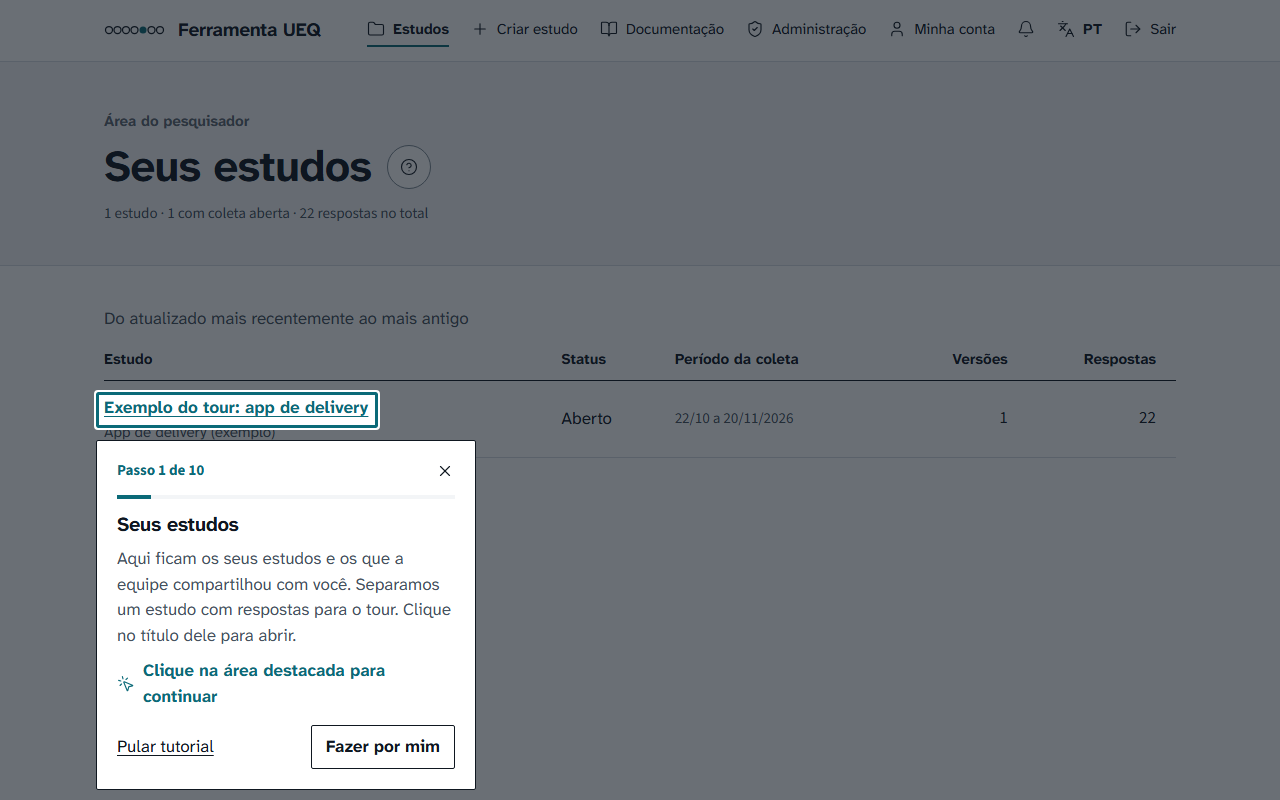 Ferramenta UEQ
Estudos
Criar estudo
Documentação
Administração
Minha conta
PT
Sair
Área do pesquisador
Seus estudos
1 estudo · 1 com coleta aberta · 22 respostas no total
Do atualizado mais recentemente ao mais antigo
Estudo Status Período da coleta Versões Respostas
Exemplo do tour: app de delivery
App de delivery (exemplo)
Aberto 22/10 a 20/11/2026 1 22
Passo 1 de 10
Seus estudos
Aqui ficam os seus estudos e os que a
equipe compartilhou com você. Separamos
um estudo com respostas para o tour. Clique
no título dele para abrir.
Clique na área destacada para
continuar
Pular tutorial
Fazer por mim